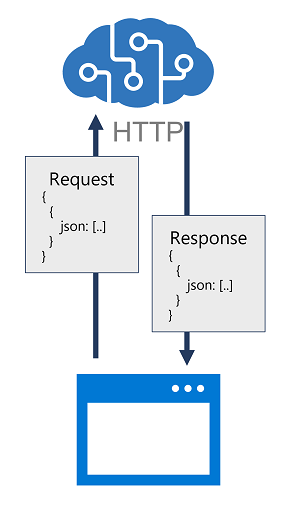 HTTP
Request
{
{
json: [..]
}
}
Response
{
{
json: [..]
}
}